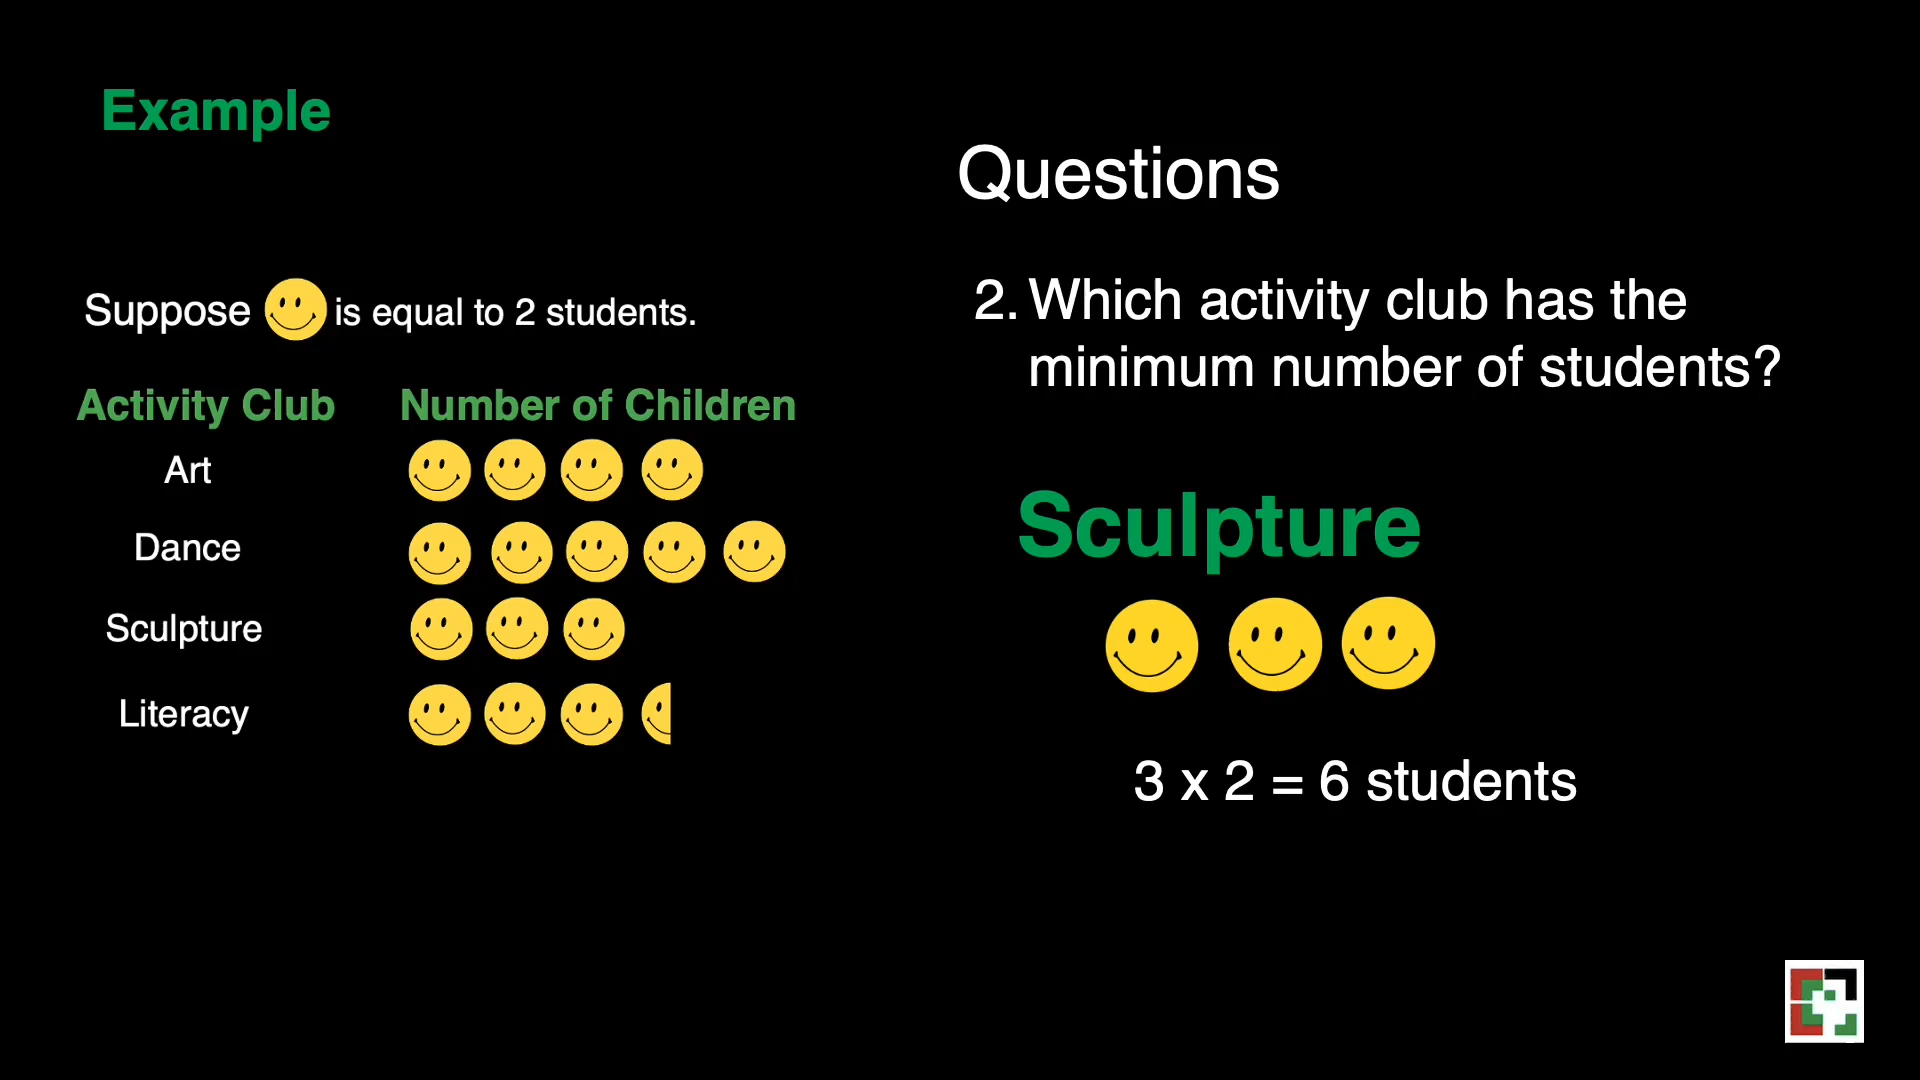 Example
Suppose is equal to 2 students.
Activity Club Number of Children
Art
Dance
Sculpture
Literacy
Questions
2. Which activity club has the
minimum number of students?
Sculpture
3 x 2 = 6 students